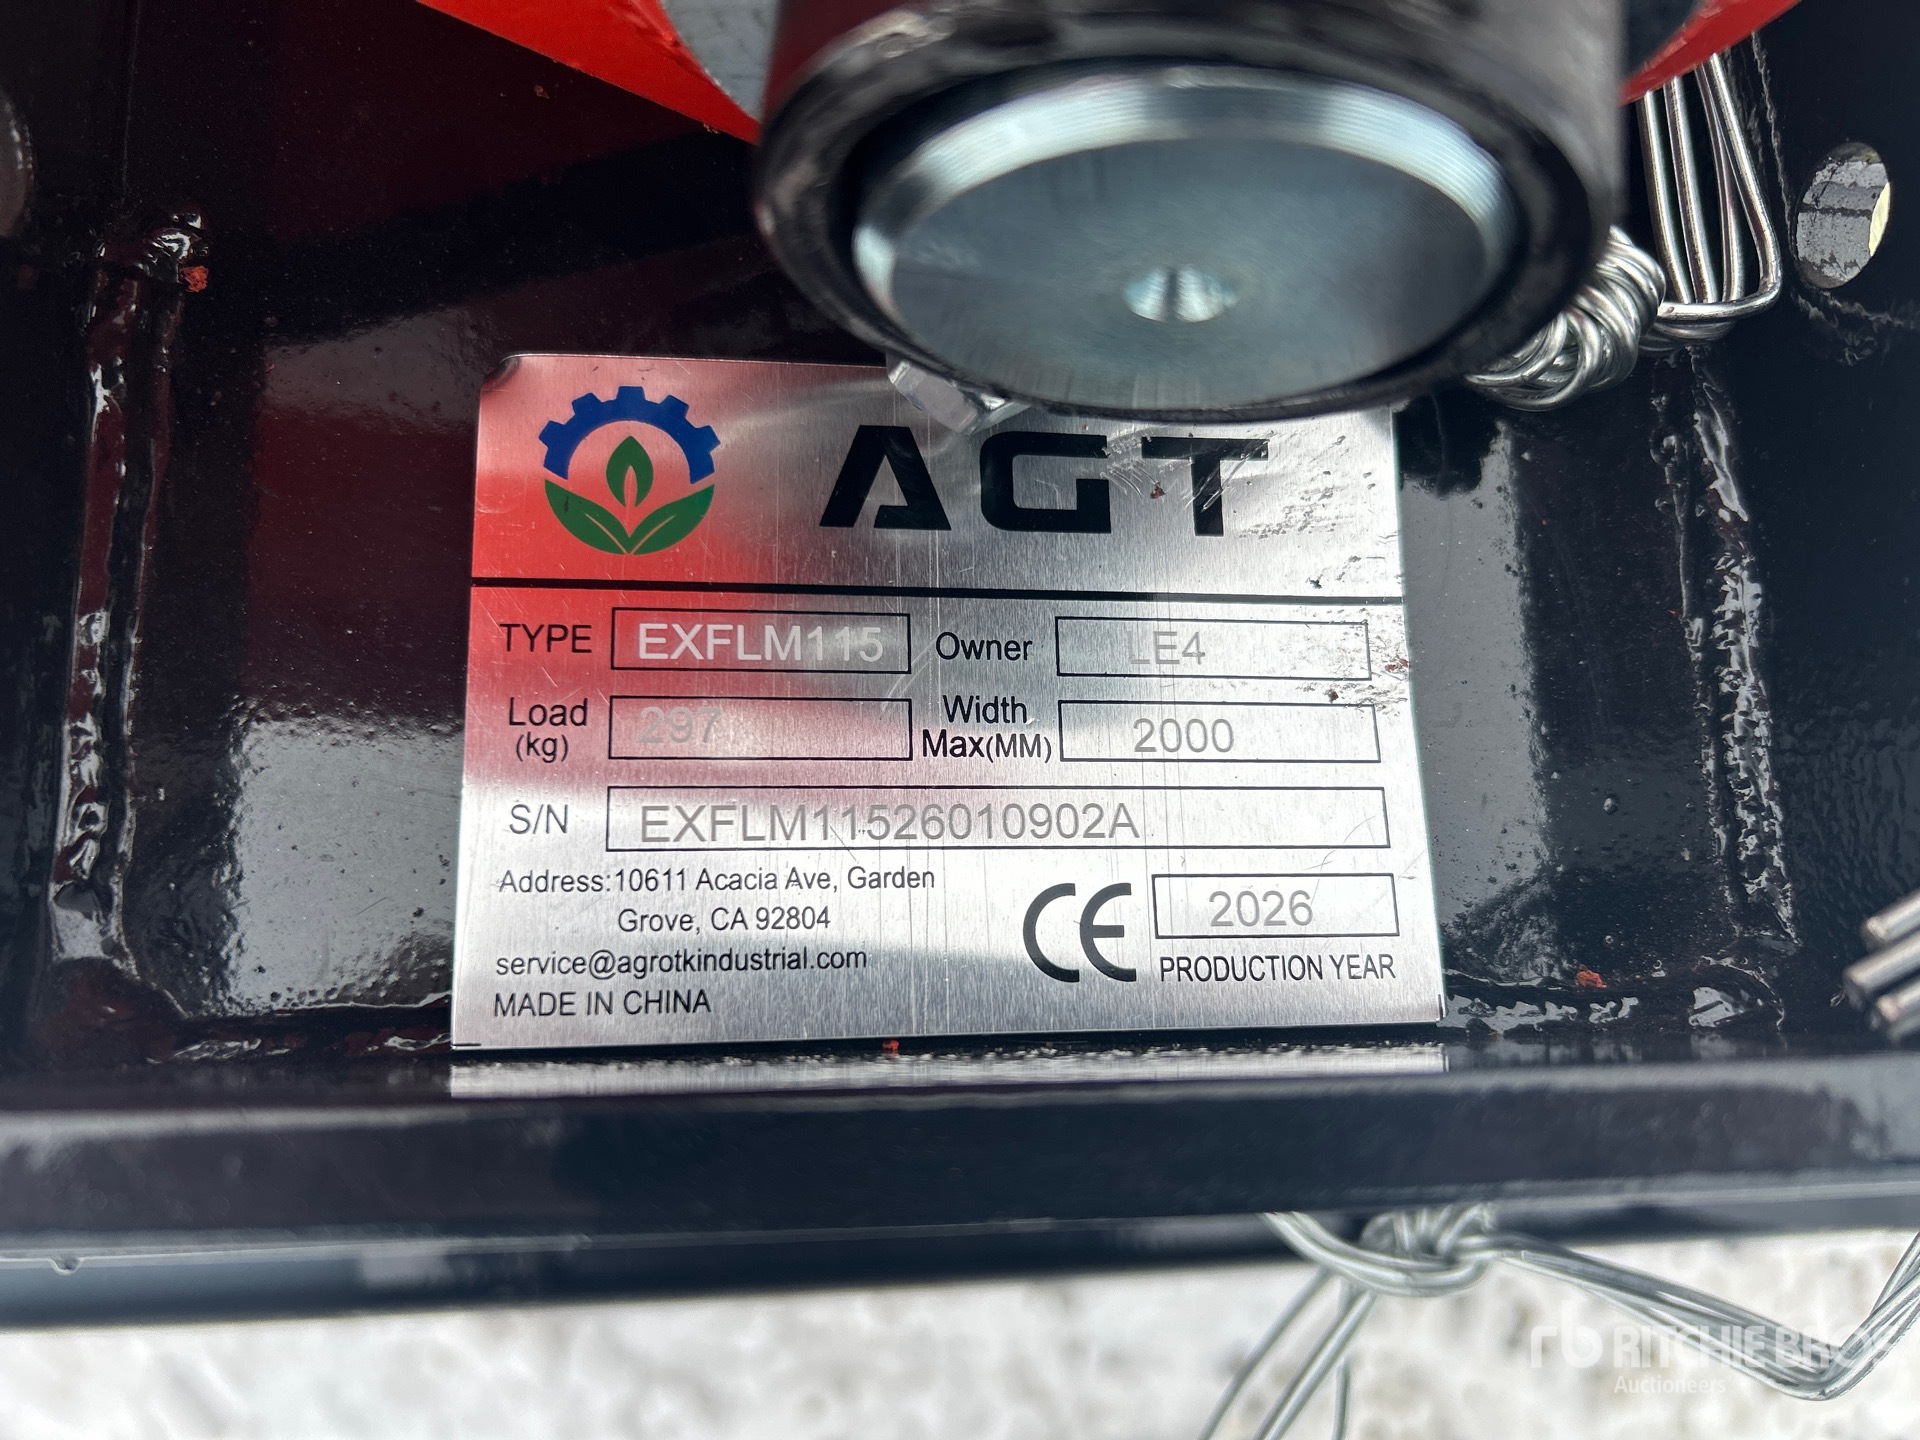 AGT
TYPE EXFLM115 Owner LE4
Load (kg) 297 Width Max(MM) 2000
S/N EXFLM11526010902A
Address:10611 Acacia Ave, Garden
Grove, CA 92804
service@agrotkindustrial.com
MADE IN CHINA
CE 2026
PRODUCTION YEAR
rb RITCHIE BROS
Auctioneers